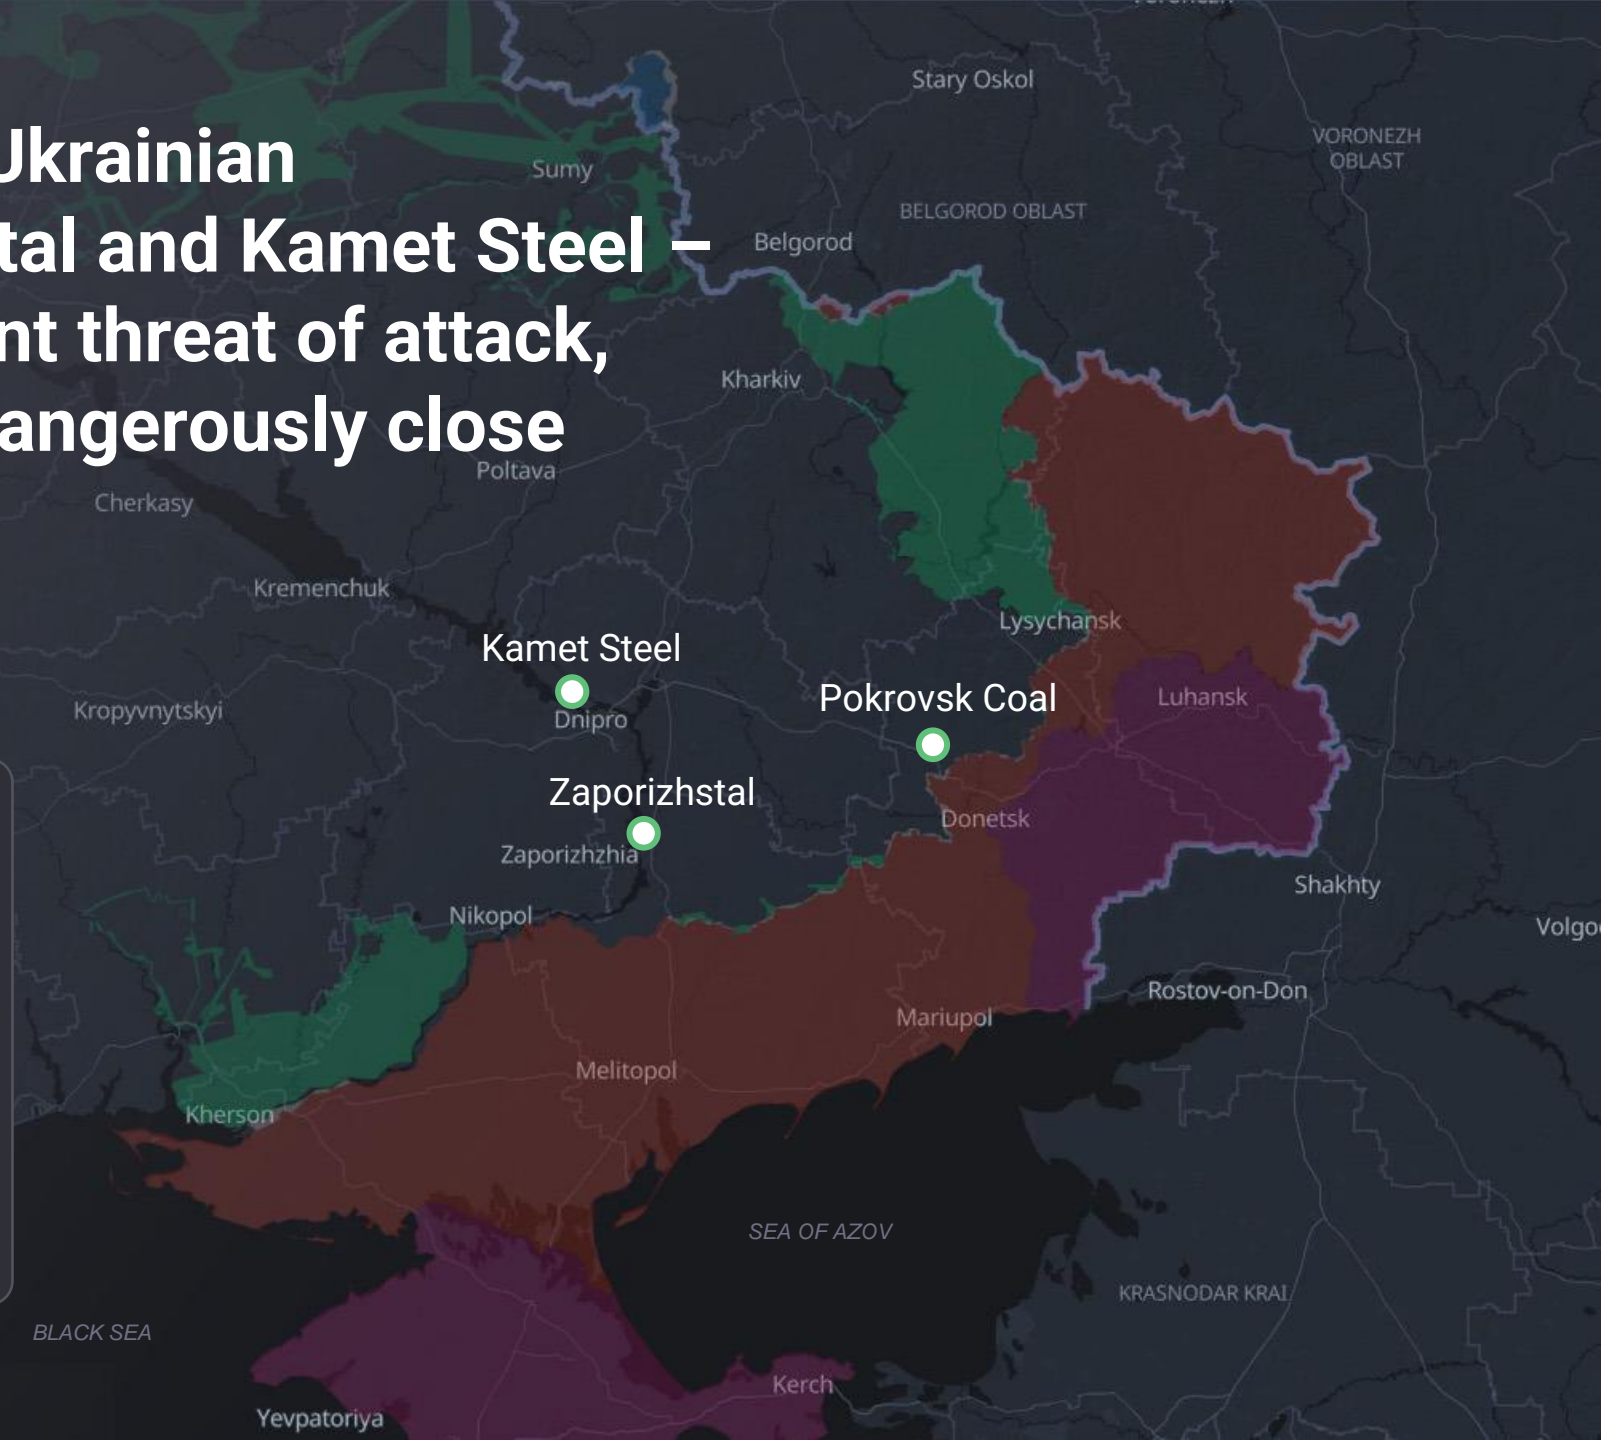 Ukrainian
tal and Kamet Steel –
nt threat of attack,
angerously close
Stary Oskol
VORONEZH
OBLAST
Sumy
BELGOROD OBLAST
Belgorod
Kharkiv
Poltava
Cherkasy
Kremenchuk
Lysychansk
Kamet Steel
Pokrovsk Coal
Luhansk
Kropyvnytskyi
Dnipro
Zaporizhstal
Donetsk
Zaporizhzhia
Shakhty
Nikopol
Volgo
Rostov-on-Don
Mariupol
Melitopol
Kherson
SEA OF AZOV
KRASNODAR KRAI
BLACK SEA
Kerch
Yevpatoriya